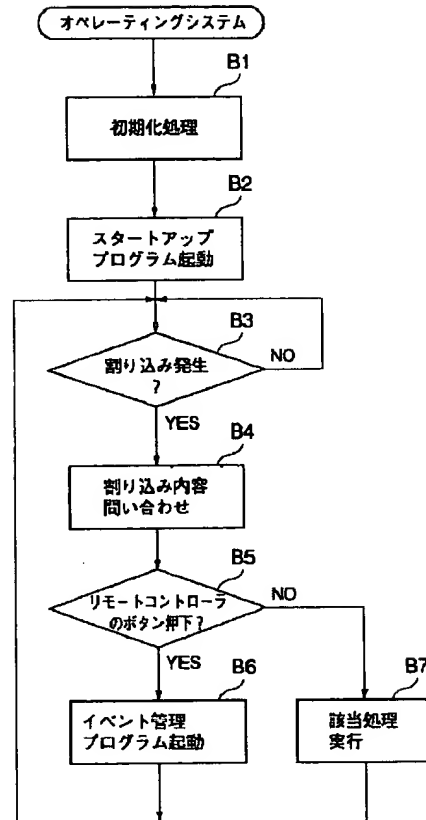 オペレーティングシステム
B1
初期化処理
B2
スタートアップ
プログラム起動
B3
割り込み発生
?
NO
YES
B4
割り込み内容
問い合わせ
B5
リモートコントローラ
のボタン押下?
NO
YES
B6
イベント管理
プログラム起動
B7
該当処理
実行